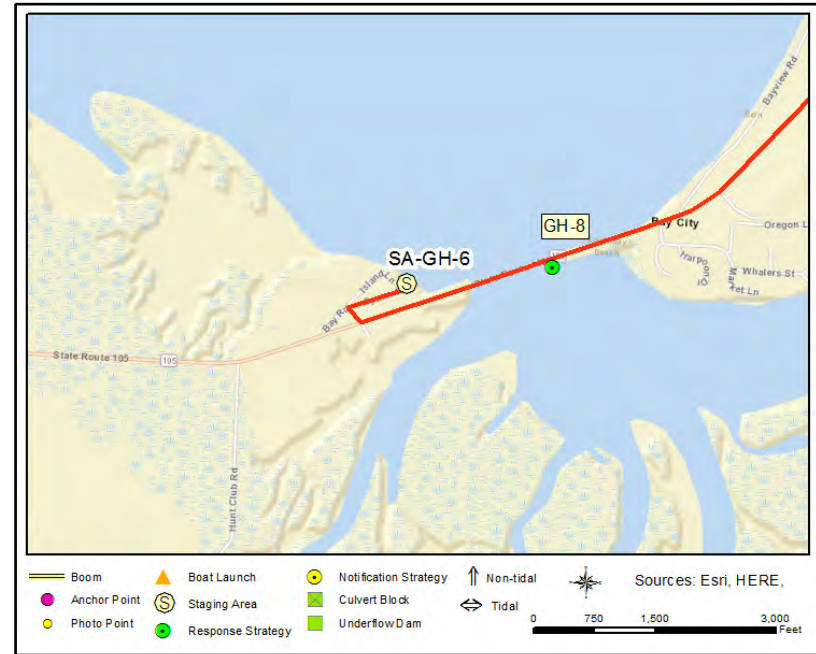 Bayview Rd
GH-8
Bay City
Oregon L
Harpoon Dr
Whalers St
Market Ln
SA-GH-6
Island Ln
Bay Rd
State Route 105
105
Hunt Club Rd
Boom
Boat Launch
Notification Strategy
Non-tidal
Sources: Esri, HERE,
Anchor Point
Staging Area
Culvert Block
Tidal
Photo Point
Response Strategy
Underflow Dam
0 750 1,500 3,000
Feet